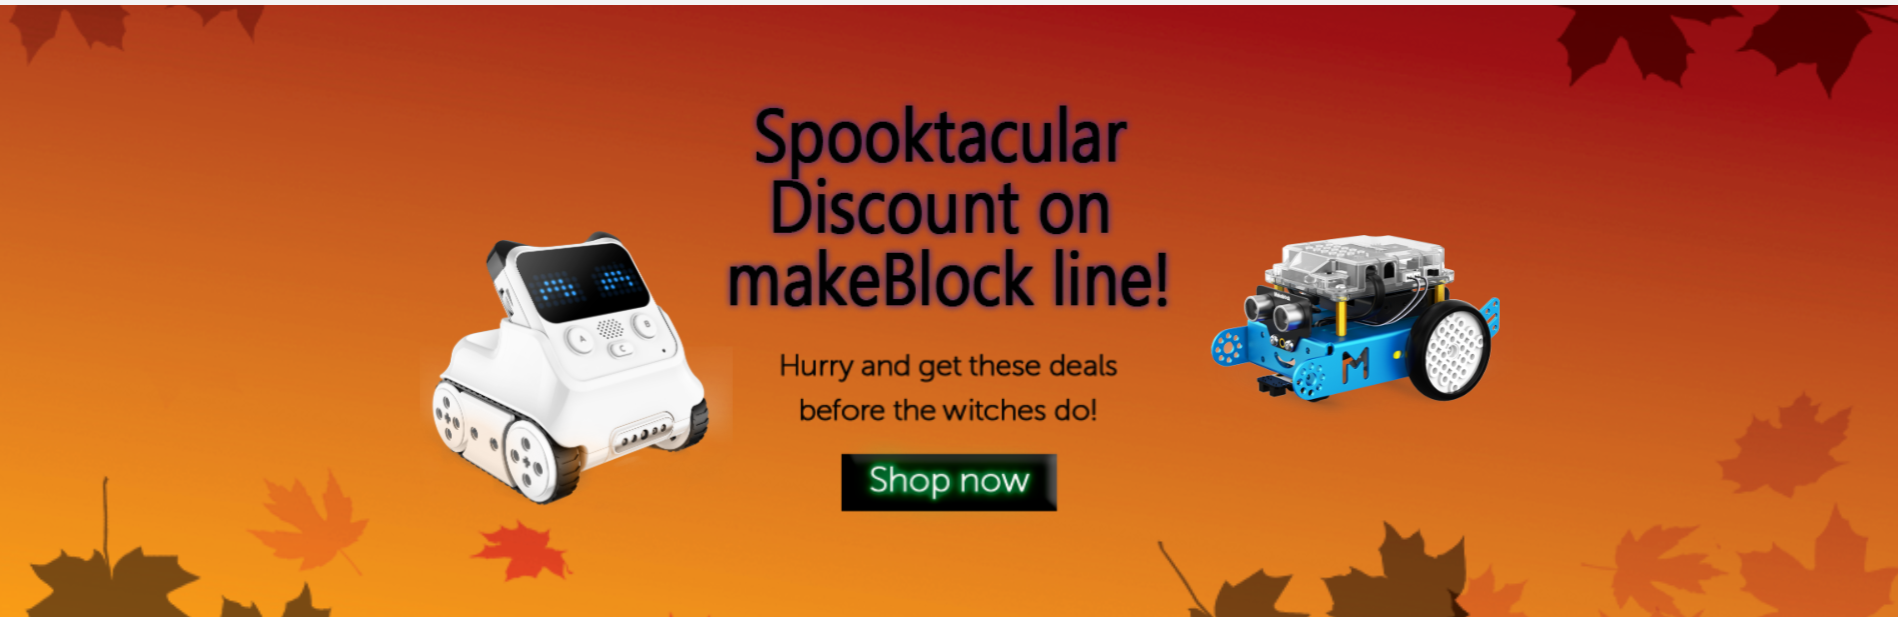 Spooktacular
Discount on
makeBlock line!
Hurry and get these deals
before the witches do!
Shop now
A
B
C
M